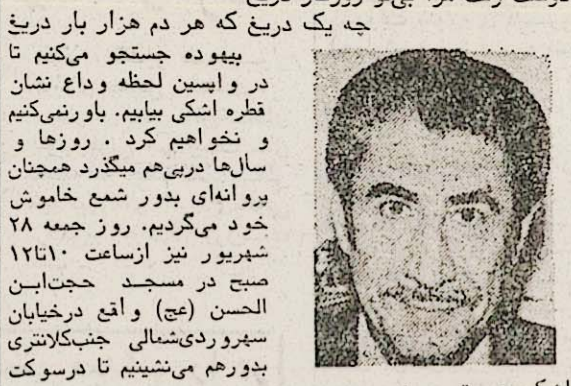 چه یک دریغ که هر دم هزار بار دریغ
بیهوده جستجو می‌کنیم تا
در واپسین لحظه وداع نشان
قطره اشکی بیابیم. باورنمی‌کنیم
و نخواهیم کرد . روزها و
سال‌ها درپی‌هم میگذرد همچنان
پروانه‌ای بدور شمع خاموش
خود می‌گردیم. روز جمعه ۲۸
شهریور نیز ازساعت ۱۰تا۱۲
صبح در مسجد حجت‌ابن
الحسن (عج) واقع درخیابان
سهروردی‌شمالی جنب‌کلانتری
بدورهم می‌نشینیم تا درسوکت